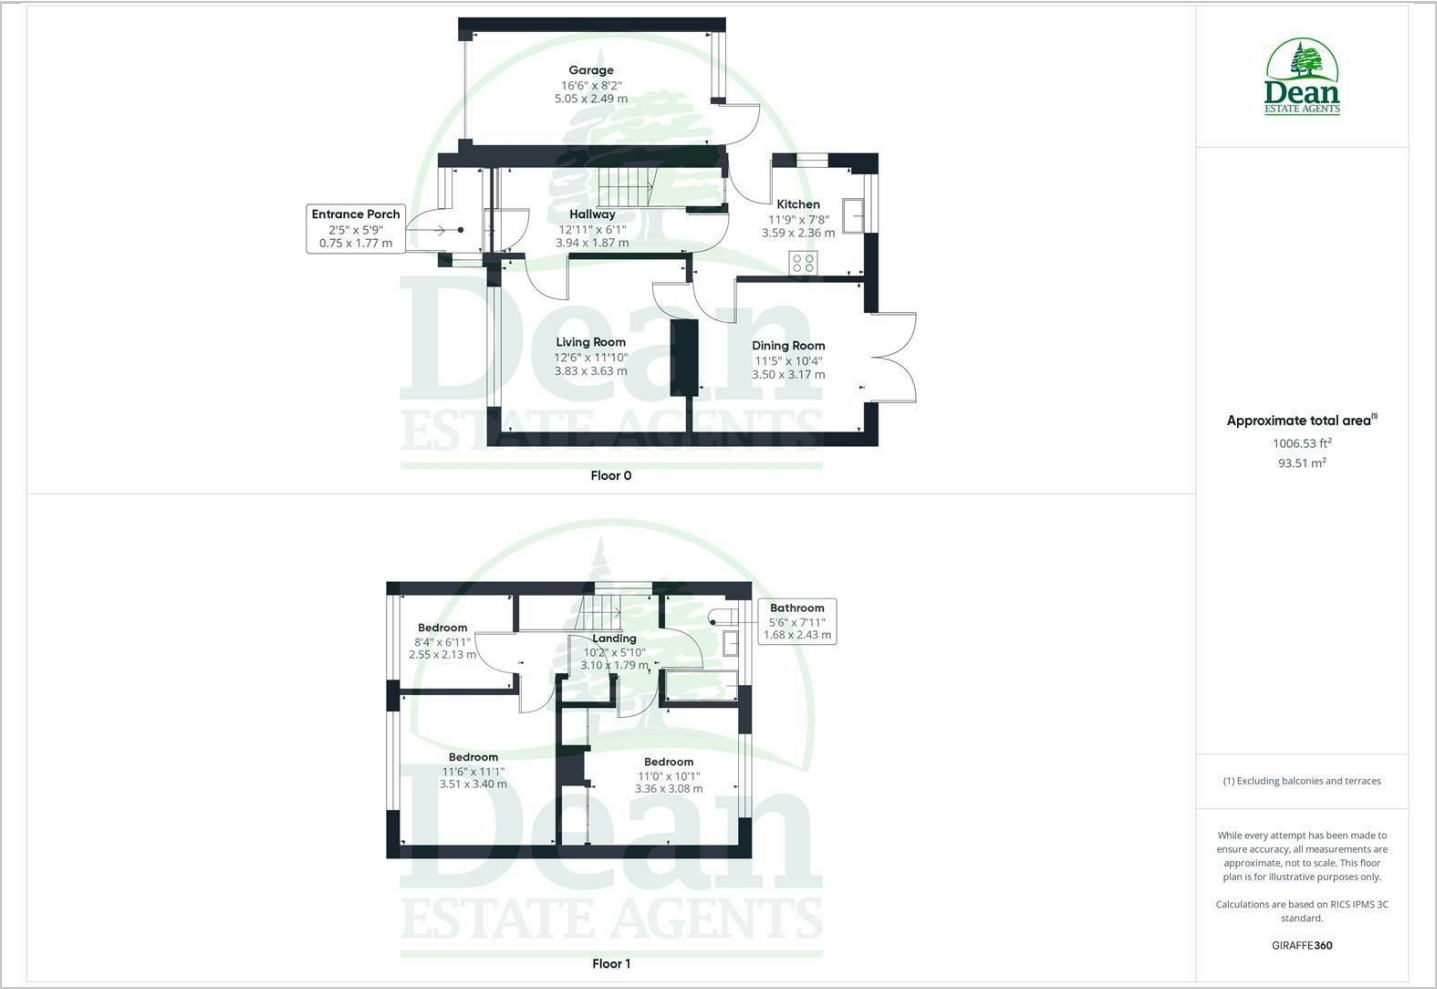 Garage
16'6" x 8'2"
5.05 x 2.49 m
Entrance Porch
2'5" x 5'9"
0.75 x 1.77 m
Hallway
12'11" x 6'1"
3.94 x 1.87 m
Kitchen
11'9" x 7'8"
3.59 x 2.36 m
Living Room
12'6" x 11'10"
3.83 x 3.63 m
Dining Room
11'5" x 10'4"
3.50 x 3.17 m
Dean
ESTATE AGENTS
Floor 0
Bedroom
8'4" x 6'11"
2.55 x 2.13 m
Landing
10'2" x 5'10"
3.10 x 1.79 m
Bathroom
5'6" x 7'11"
1.68 x 2.43 m
Bedroom
11'6" x 11'1"
3.51 x 3.40 m
Bedroom
11'0" x 10'1"
3.36 x 3.08 m
Dean
ESTATE AGENTS
Floor 1
Dean
ESTATE AGENTS
Approximate total area(1)
1006.53 ft²
93.51 m²
(1) Excluding balconies and terraces
While every attempt has been made to
ensure accuracy, all measurements are
approximate, not to scale. This floor
plan is for illustrative purposes only.
Calculations are based on RICS IPMS 3C
standard.
GIRAFFE360